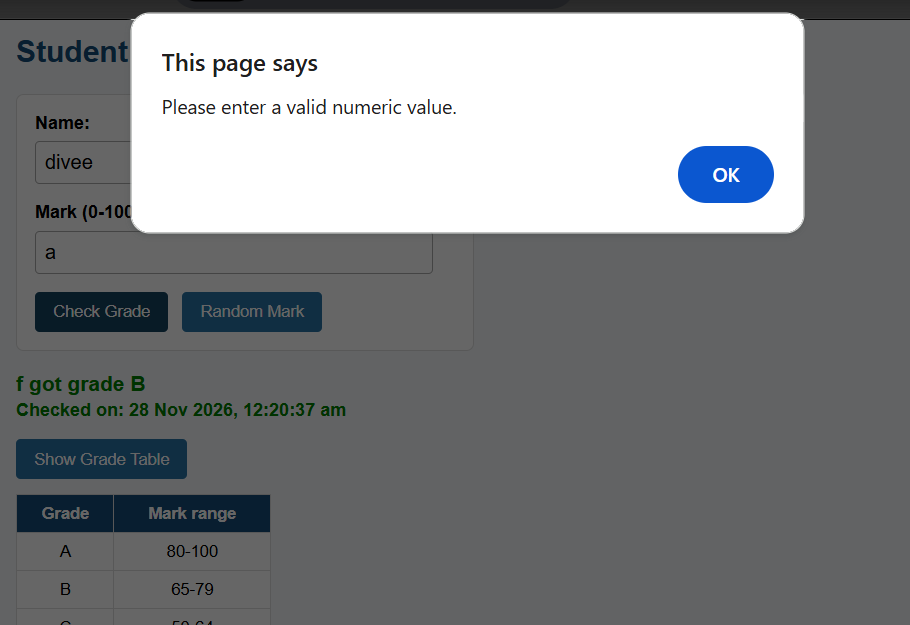 Student
This page says
Please enter a valid numeric value.
OK
Name:
divee
Mark (0-100
a
Check Grade Random Mark
f got grade B
Checked on: 28 Nov 2026, 12:20:37 am
Show Grade Table
Grade Mark range
A 80-100
B 65-79